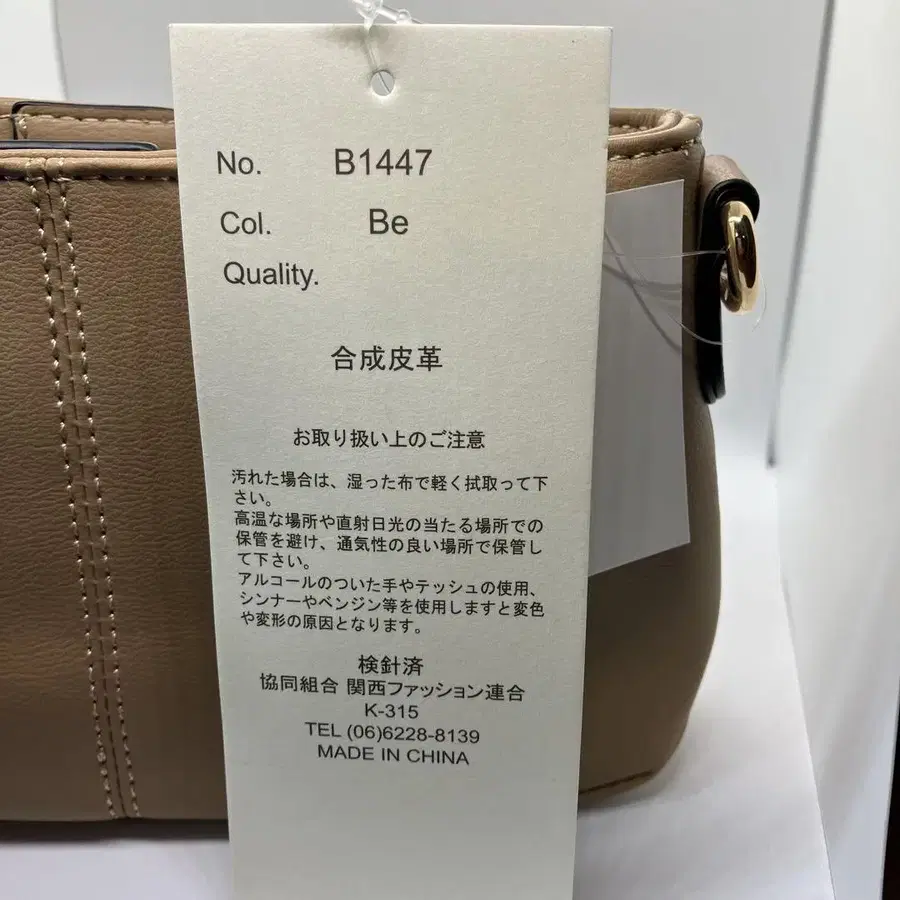 No. B1447
Col. Be
Quality.
合成皮革
お取り扱い上のご注意
汚れた場合は、湿った布で軽く拭取って下
さい。
高温な場所や直射日光の当たる場所での
保管を避け、通気性の良い場所で保管し
て下さい。
アルコールのついた手やテッシュの使用、
シンナーやベンジン等を使用しますと変色
や変形の原因となります。
検針済
協同組合 関西ファッション連合
K-315
TEL (06)6228-8139
MADE IN CHINA